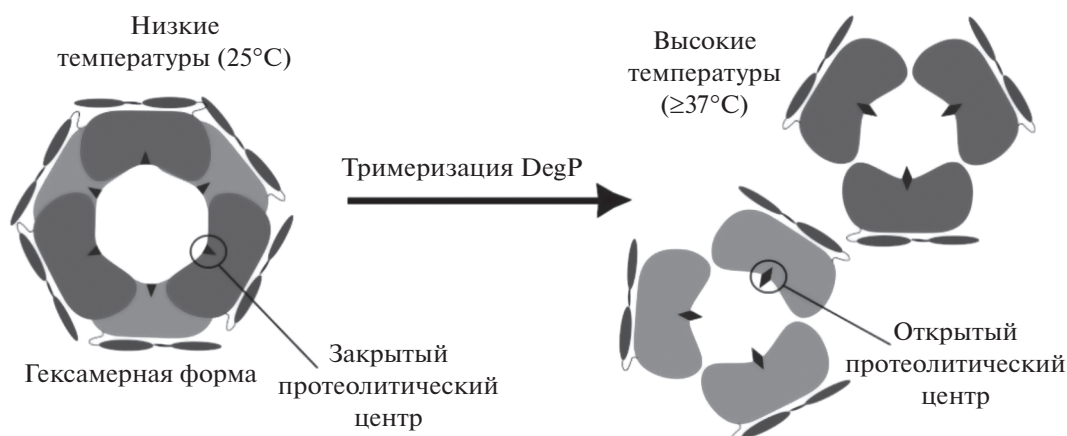 Низкие
температуры (25°C)
Высокие
температуры
(≥37°C)
Тримеризация DegP
Гексамерная форма
Закрытый
протеолитический
центр
Открытый
протеолитический
центр